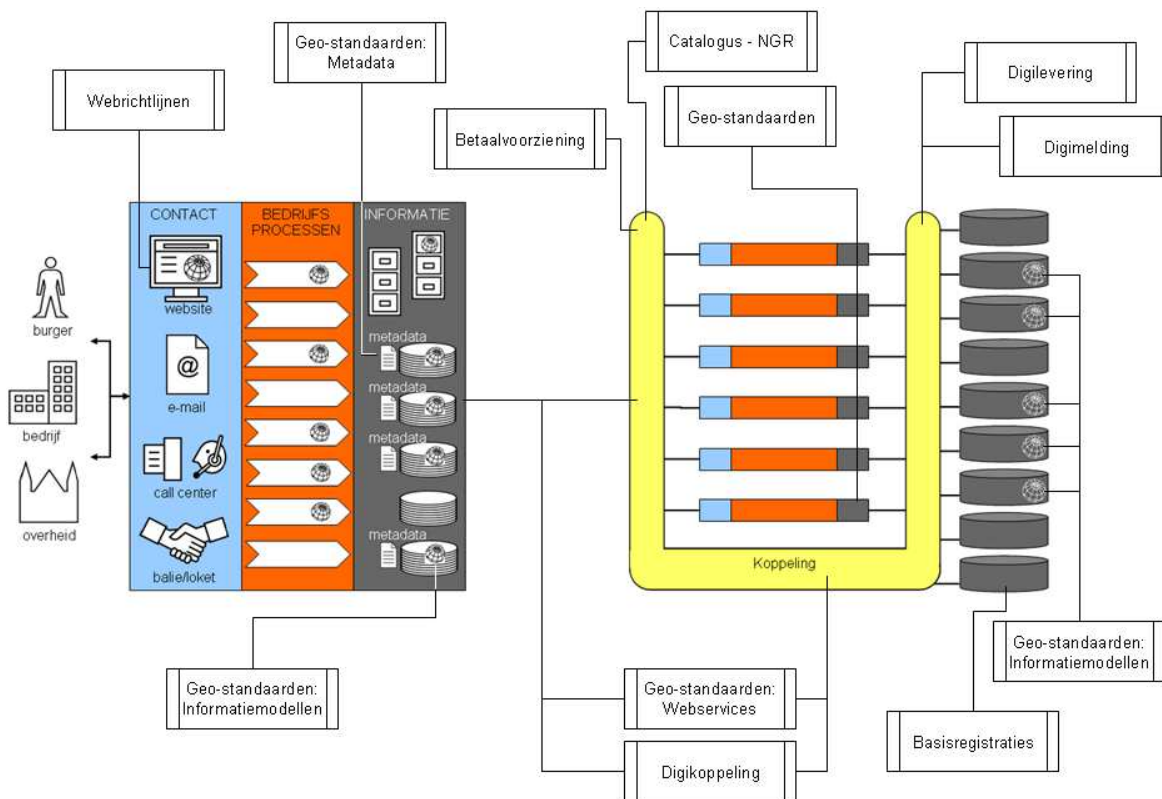 Geo-standaarden:
Metadata
Catalogus - NGR
Digilevering
Webrichtlijnen
Geo-standaarden
Betaalvoorziening
Digimelding
CONTACT
BEDRIJFS
PROCESSEN
INFORMATIE
website
burger
metadata
@
e-mail
metadata
bedrijf
metadata
call center
overheid
metadata
balie/loket
Koppeling
Geo-standaarden:
Informatiemodellen
Geo-standaarden:
Informatiemodellen
Geo-standaarden:
Webservices
Basisregistraties
Digikoppeling